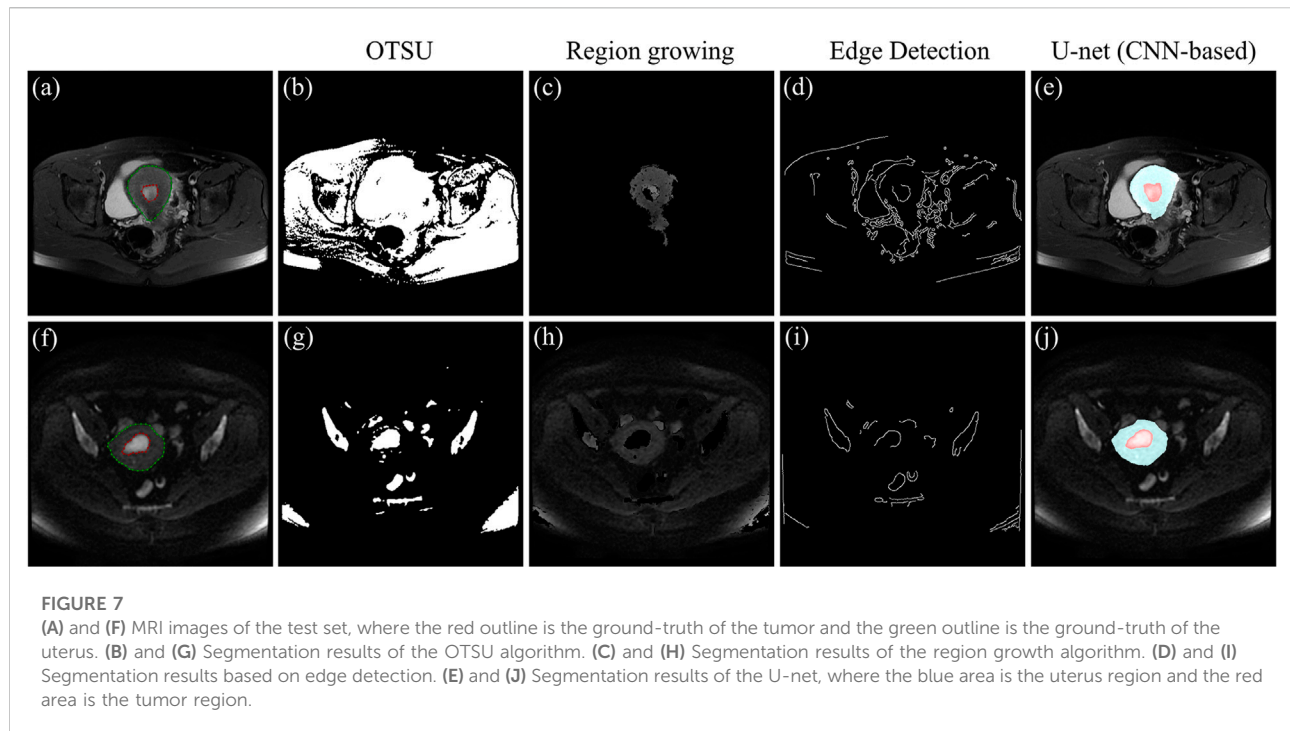 OTSU Region growing Edge Detection U-net (CNN-based)
(a) (b) (c) (d) (e)
(f) (g) (h) (i) (j)
FIGURE 7
(A) and (F) MRI images of the test set, where the red outline is the ground-truth of the tumor and the green outline is the ground-truth of the
uterus. (B) and (G) Segmentation results of the OTSU algorithm. (C) and (H) Segmentation results of the region growth algorithm. (D) and (I)
Segmentation results based on edge detection. (E) and (J) Segmentation results of the U-net, where the blue area is the uterus region and the red
area is the tumor region.